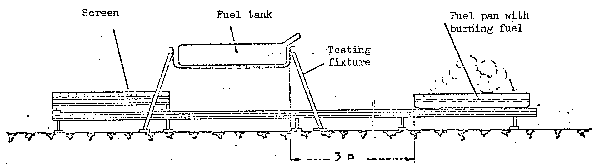 Screen
Fuel tank
Fuel pan with
burning fuel
Testing
fixture
3 m